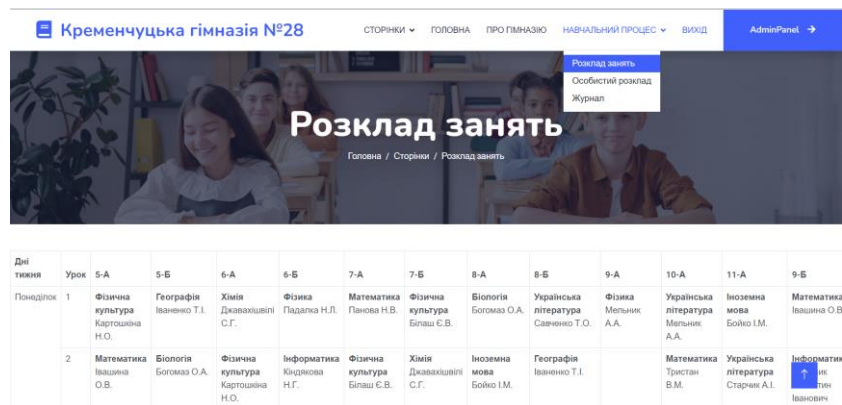 Кременчуцька гімназія №28
СТОРІНКИ ГОЛОВНА ПРО ГІМНАЗІЮ НАВЧАЛЬНИЙ ПРОЦЕС ВИХІД AdminPanel →
Розклад занять
Особистий розклад
Журнал
Розклад занять
Головна / Сторінки / Розклад занять
Дні
тижня Урок 5-А 5-Б 6-А 6-Б 7-А 7-Б 8-А 8-Б 9-А 10-А 11-А 9-Б
Понеділок 1 Фізична Географія Хімія Фізика Математика Фізична Біологія Українська Фізика Українська Іноземна Математика
культура Іваненко Т.І. Джавахішвілі Падалка Н.Л. Панова Н.В. культура Богомаз О.А. література Мельник література мова Івашина О.В
Картошкіна С.Г. Білаш Є.В. Савченко Т.О. А.А. Мельник Бойко І.М.
Н.О. А.А.
2 Математика Біологія Фізична Інформатика Фізична Хімія Іноземна Географія Математика Українська Інформатик
Івашина Богомаз О.А. культура Кіндякова культура Джавахішвілі мова Іваненко Т.І. Тристан література ик
О.В. Картошкіна Н.Г. Білаш Є.В. С.Г. Бойко І.М. В.М. Старчик А.І. тин
Н.О. Іванович